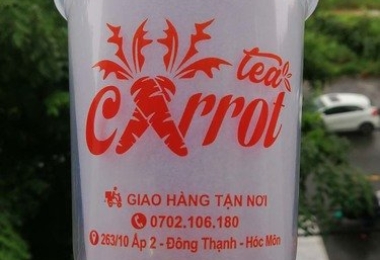 tea
Carrot
GIAO HÀNG TẬN NƠI
0702.106.180
263/10 Ấp 2 - Đông Thạnh - Hóc Môn